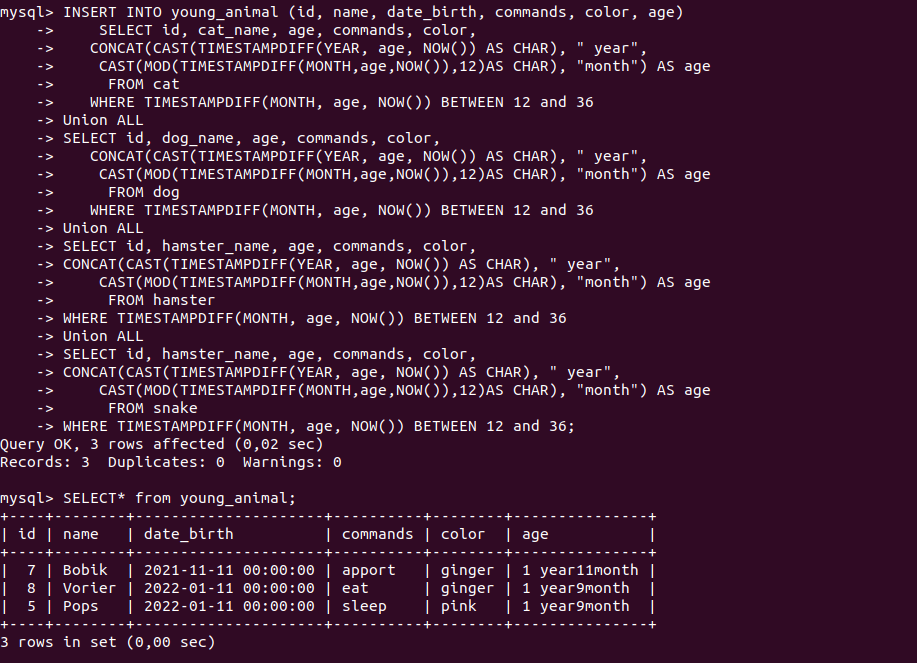 mysql> INSERT INTO young_animal (id, name, date_birth, commands, color, age)
    ->     SELECT id, cat_name, age, commands, color,
    ->    CONCAT(CAST(TIMESTAMPDIFF(YEAR, age, NOW()) AS CHAR), " year",
    ->     CAST(MOD(TIMESTAMPDIFF(MONTH,age,NOW()),12)AS CHAR), "month") AS age
    ->      FROM cat
    ->    WHERE TIMESTAMPDIFF(MONTH, age, NOW()) BETWEEN 12 and 36
    -> Union ALL
    -> SELECT id, dog_name, age, commands, color,
    ->    CONCAT(CAST(TIMESTAMPDIFF(YEAR, age, NOW()) AS CHAR), " year",
    ->     CAST(MOD(TIMESTAMPDIFF(MONTH,age,NOW()),12)AS CHAR), "month") AS age
    ->      FROM dog
    ->    WHERE TIMESTAMPDIFF(MONTH, age, NOW()) BETWEEN 12 and 36
    -> Union ALL
    -> SELECT id, hamster_name, age, commands, color,
    -> CONCAT(CAST(TIMESTAMPDIFF(YEAR, age, NOW()) AS CHAR), " year",
    ->     CAST(MOD(TIMESTAMPDIFF(MONTH,age,NOW()),12)AS CHAR), "month") AS age
    ->      FROM hamster
    -> WHERE TIMESTAMPDIFF(MONTH, age, NOW()) BETWEEN 12 and 36
    -> Union ALL
    -> SELECT id, hamster_name, age, commands, color,
    -> CONCAT(CAST(TIMESTAMPDIFF(YEAR, age, NOW()) AS CHAR), " year",
    ->     CAST(MOD(TIMESTAMPDIFF(MONTH,age,NOW()),12)AS CHAR), "month") AS age
    ->      FROM snake
    -> WHERE TIMESTAMPDIFF(MONTH, age, NOW()) BETWEEN 12 and 36;
Query OK, 3 rows affected (0,02 sec)
Records: 3  Duplicates: 0  Warnings: 0

mysql> SELECT* from young_animal;
+----+--------+---------------------+----------+--------+---------------+
| id | name   | date_birth          | commands | color  | age           |
+----+--------+---------------------+----------+--------+---------------+
|  7 | Bobik  | 2021-11-11 00:00:00 | apport   | ginger | 1 year11month |
|  8 | Vorier | 2022-01-11 00:00:00 | eat      | ginger | 1 year9month  |
|  5 | Pops   | 2022-01-11 00:00:00 | sleep    | pink   | 1 year9month  |
+----+--------+---------------------+----------+--------+---------------+
3 rows in set (0,00 sec)